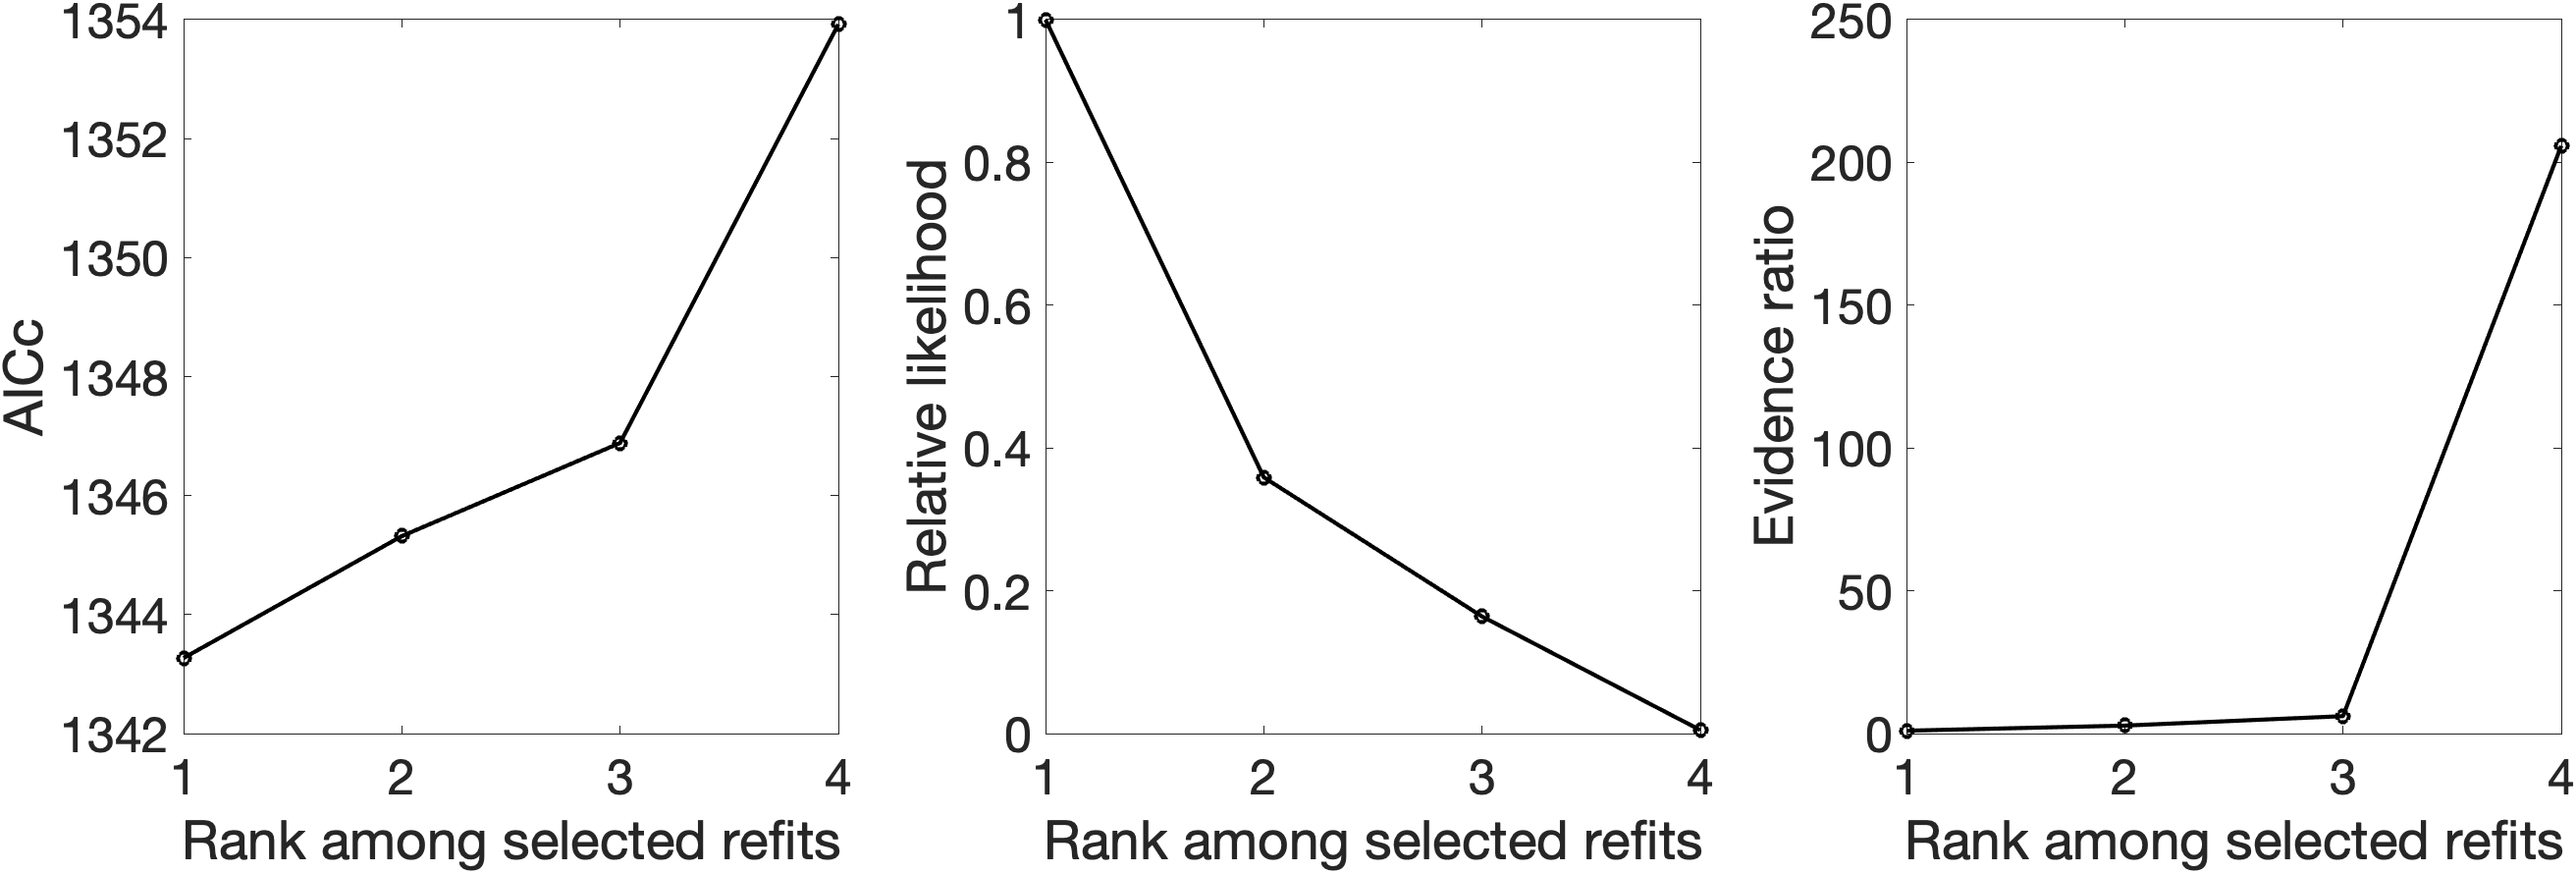 AICc
1354
1352
1350
1348
1346
1344
1342
1 2 3 4
Rank among selected refits
Relative likelihood
1
0.8
0.6
0.4
0.2
0
1 2 3 4
Rank among selected refits
Evidence ratio
250
200
150
100
50
0
1 2 3 4
Rank among selected refits